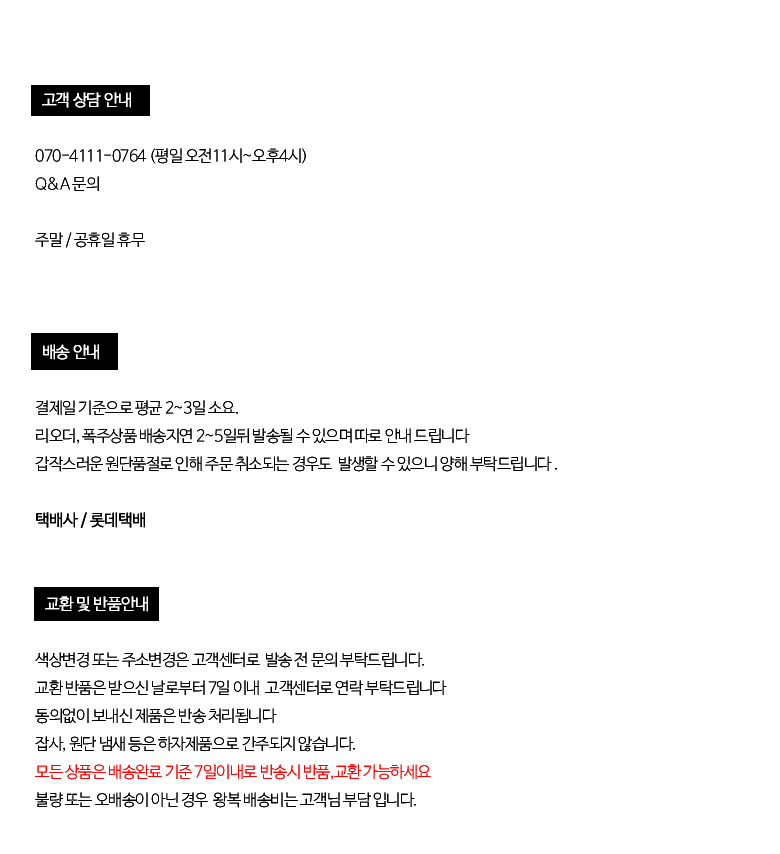 고객 상담 안내
070-4111-0764 (평일 오전11시~오후4시)
Q&A 문의
주말 / 공휴일 휴무
배송 안내
결제일 기준으로 평균 2~3일 소요.
리오더, 폭주상품 배송지연 2~5일뒤 발송될 수 있으며 따로 안내 드립니다
갑작스러운 원단품절로 인해 주문 취소되는 경우도 발생할 수 있으니 양해 부탁드립니다 .
택배사 / 롯데택배
교환 및 반품안내
색상변경 또는 주소변경은 고객센터로 발송 전 문의 부탁드립니다.
교환 반품은 받으신 날로부터 7일 이내 고객센터로 연락 부탁드립니다
동의없이 보내신 제품은 반송 처리됩니다
잡사, 원단 냄새 등은 하자제품으로 간주되지 않습니다.
모든 상품은 배송완료 기준 7일이내로 반송시 반품,교환 가능하세요
불량 또는 오배송이 아닌 경우 왕복 배송비는 고객님 부담 입니다.